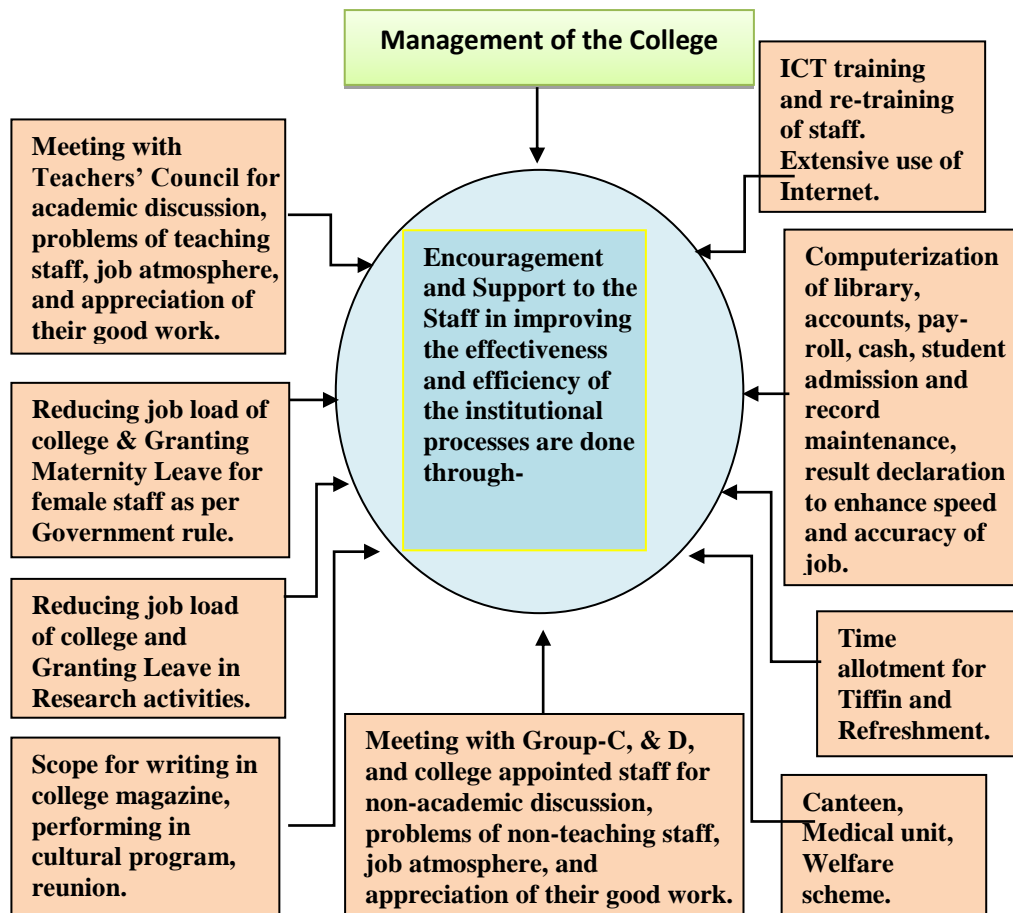 Management of the College
ICT training
and re-training
of staff.
Extensive use of
Internet.
Meeting with
Teachers’ Council for
academic discussion,
problems of teaching
staff, job atmosphere,
and appreciation of
their good work.
Encouragement
and Support to the
Staff in improving
the effectiveness
and efficiency of
the institutional
processes are done
through-
Computerization
of library,
accounts, pay-
roll, cash, student
admission and
record
maintenance,
result declaration
to enhance speed
and accuracy of
job.
Reducing job load of
college & Granting
Maternity Leave for
female staff as per
Government rule.
Reducing job load
of college and
Granting Leave in
Research activities.
Time
allotment for
Tiffin and
Refreshment.
Scope for writing in
college magazine,
performing in
cultural program,
reunion.
Meeting with Group-C, & D,
and college appointed staff for
non-academic discussion,
problems of non-teaching staff,
job atmosphere, and
appreciation of their good work.
Canteen,
Medical unit,
Welfare
scheme.